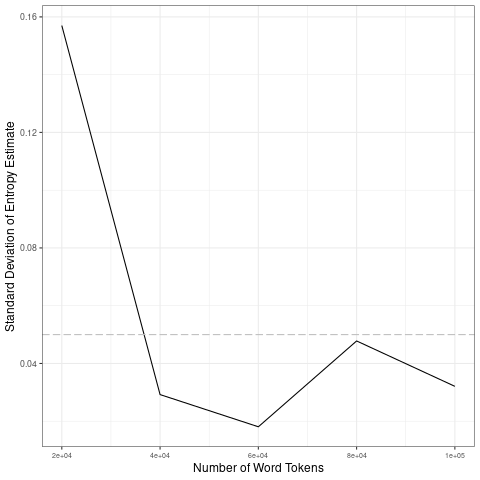 Standard Deviation of Entropy Estimate
0.16
0.12
0.08
0.04
2e+04 4e+04 6e+04 8e+04 1e+05
Number of Word Tokens